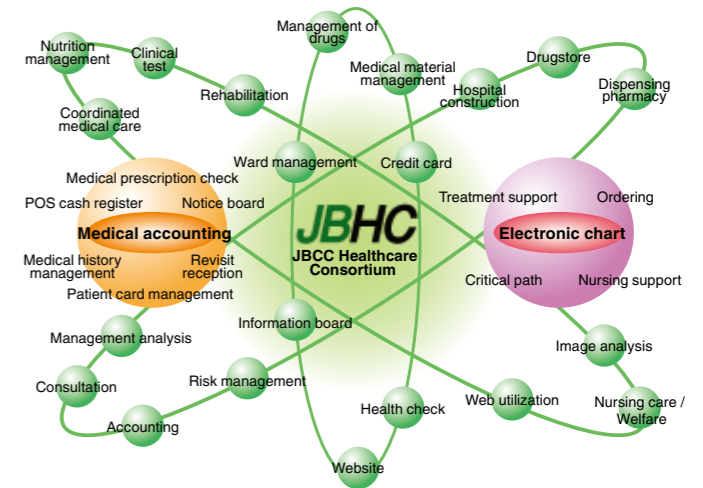 Management of
drugs
Nutrition
management
Clinical
test
Drugstore
Medical material
management
Rehabilitation
Hospital
construction
Dispensing
pharmacy
Coordinated
medical care
Ward management
Credit card
Medical prescription check
POS cash register
Notice board
Medical accounting
Medical history
management
Revisit
reception
Patient card management
JBHC
JBCC Healthcare
Consortium
Treatment support
Ordering
Electronic chart
Critical path
Nursing support
Information board
Management analysis
Image analysis
Consultation
Risk management
Health check
Web utilization
Nursing care /
Welfare
Accounting
Website